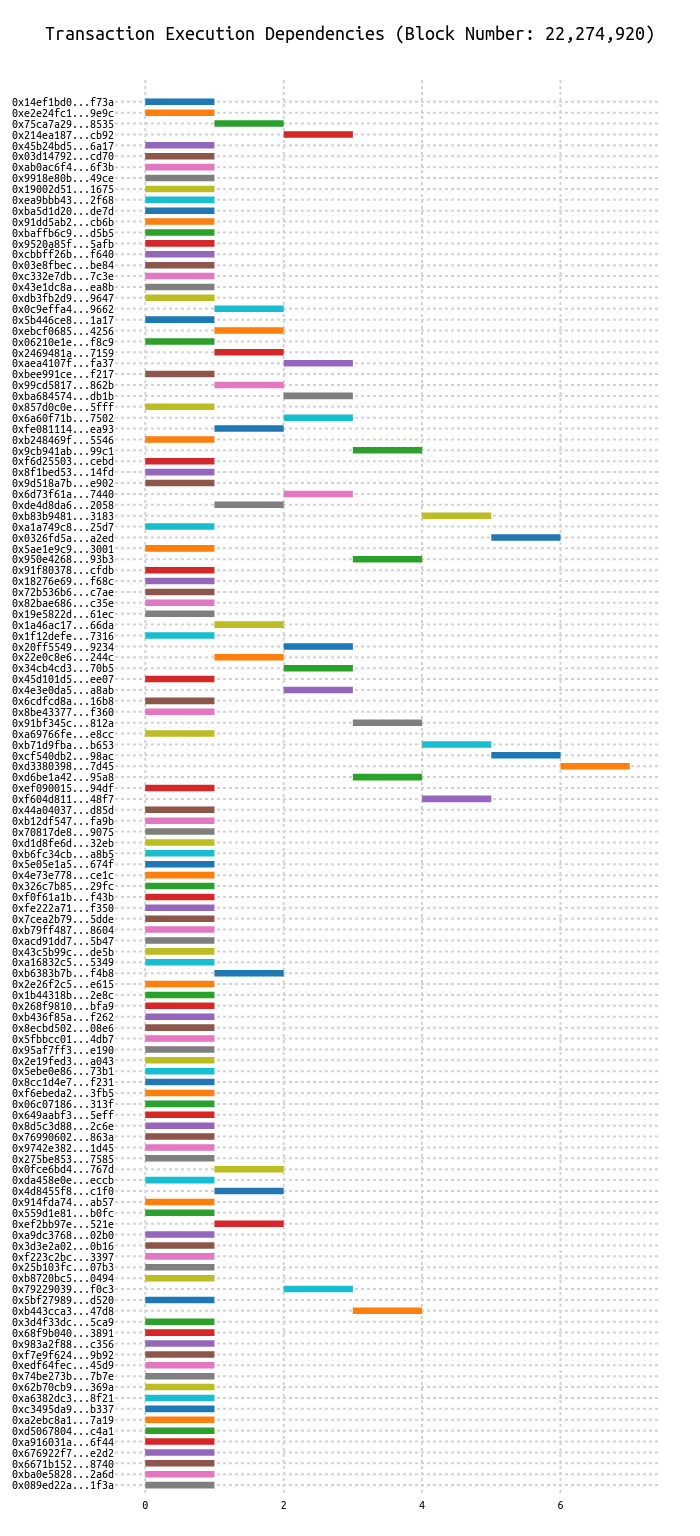 Transaction Execution Dependencies (Block Number: 22,274,920)
0x14ef1bd0...f73a
0xe2e24fc1...9e9c
0x75ca7a29...8535
0x214ea187...cb92
0x45b24bd5...6a17
0x03d14792...cd70
0xab0ac6f4...6f3b
0x9918e80b...49ce
0x19002d51...1675
0xea9bbb43...2f68
0xba5d1d20...de7d
0x91dd5ab2...cb6b
0xbaffb6c9...d5b5
0x9520a85f...5afb
0xcbbff26b...f640
0x03e8fbec...be84
0xc332e7db...7c3e
0x43e1dc8a...ea8b
0xdb3fb2d9...9647
0x0c9effa4...9662
0x5b446ce8...1a17
0xebcf0685...4256
0x06210e1e...f8c9
0x2469481a...7159
0xaea4107f...fa37
0xbee991ce...f217
0x99cd5817...862b
0xba684574...db1b
0x857d0c0e...5fff
0x6a60f71b...7502
0xfe081114...ea93
0xb248469f...5546
0x9cb941ab...99c1
0xf6d25503...cebd
0x8f1bed53...14fd
0x9d518a7b...e902
0x6d73f61a...7440
0xde4d8da6...2058
0xb83b9481...3183
0xa1a749c8...25d7
0x0326fd5a...a2ed
0x5ae1e9c9...3001
0x950e4268...93b3
0x91f80378...cfdb
0x18276e69...f68c
0x72b536b6...c7ae
0x82bae686...c35e
0x19e5822d...61ec
0x1a46ac17...66da
0x1f12defe...7316
0x20ff5549...9234
0x22e0c8e6...244c
0x34cb4cd3...70b5
0x45d101d5...ee07
0x4e3e0da5...a8ab
0x6cdfcd8a...16b8
0x8be43377...f360
0x91bf345c...812a
0xa69766fe...e8cc
0xb71d9fba...b653
0xcf540db2...98ac
0xd3380398...7d45
0xd6be1a42...95a8
0xef090015...94df
0xf604d811...48f7
0x44a04037...d85d
0xb12df547...fa9b
0x70817de8...9075
0xd1d8fe6d...32eb
0xb6fc34cb...a8b5
0x5e05e1a5...674f
0x4e73e778...ce1c
0x326c7b85...29fc
0xf0f61a1b...f43b
0xfe222a71...f350
0x7cea2b79...5dde
0xb79ff487...8604
0xacd91dd7...5b47
0x43c5b99c...de5b
0xa16832c5...5349
0xb6383b7b...f4b8
0x2e26f2c5...e615
0x1b44318b...2e8c
0x268f9810...bfa9
0xb436f85a...f262
0x8ecbd502...08e6
0x5fbbcc01...4db7
0x95af7ff3...e190
0x2e19fed3...a043
0x5ebe0e86...73b1
0x8cc1d4e7...f231
0xf6ebeda2...3fb5
0x06c07186...313f
0x649aabf3...5eff
0x8d5c3d88...2c6e
0x76990602...863a
0x9742e382...1d45
0x275be853...7585
0x0fce6bd4...767d
0xda458e0e...eccb
0x4d8455f8...c1f0
0x914fda74...ab57
0x559d1e81...b0fc
0xef2bb97e...521e
0xa9dc3768...02b0
0x3d3e2a02...0b16
0xf223c2bc...3397
0x25b103fc...07b3
0xb8720bc5...0494
0x79229039...f0c3
0x5bf27989...d520
0xb443cca3...47d8
0x3d4f33dc...5ca9
0x68f9b040...3891
0x983a2f88...c356
0xf7e9f624...9b92
0xedf64fec...45d9
0x74be273b...7b7e
0x62b70cb9...369a
0xa6382dc3...8f21
0xc3495da9...b337
0xa2ebc8a1...7a19
0xd5067804...c4a1
0xa916031a...6f44
0x676922f7...e2d2
0x6671b152...8740
0xba0e5828...2a6d
0x089ed22a...1f3a
0 2 4 6